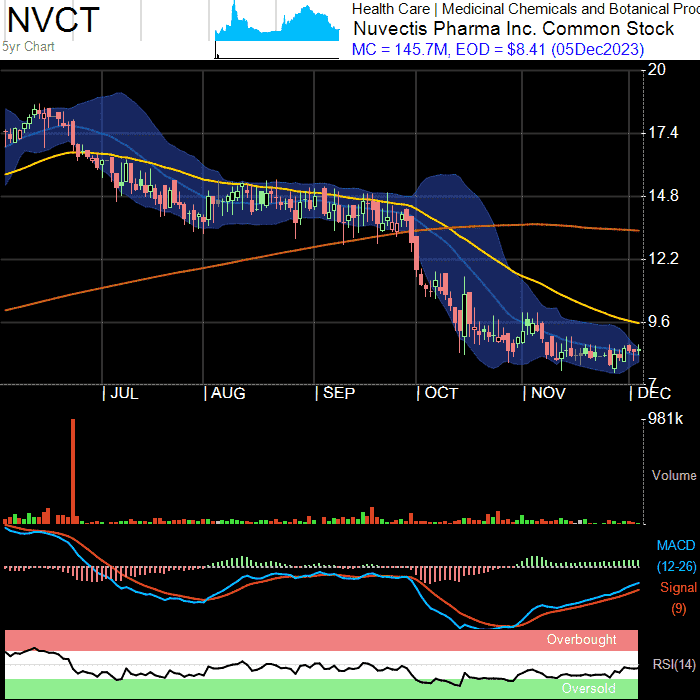 NVCT
5yr Chart
Health Care | Medicinal Chemicals and Botanical Proc
Nuvectis Pharma Inc. Common Stock
MC = 145.7M, EOD = $8.41 (05Dec2023)
20
17.4
14.8
12.2
9.6
7
JUL AUG SEP OCT NOV DEC
981k
Volume
MACD
(12-26)
Signal
(9)
Overbought
RSI(14)
Oversold